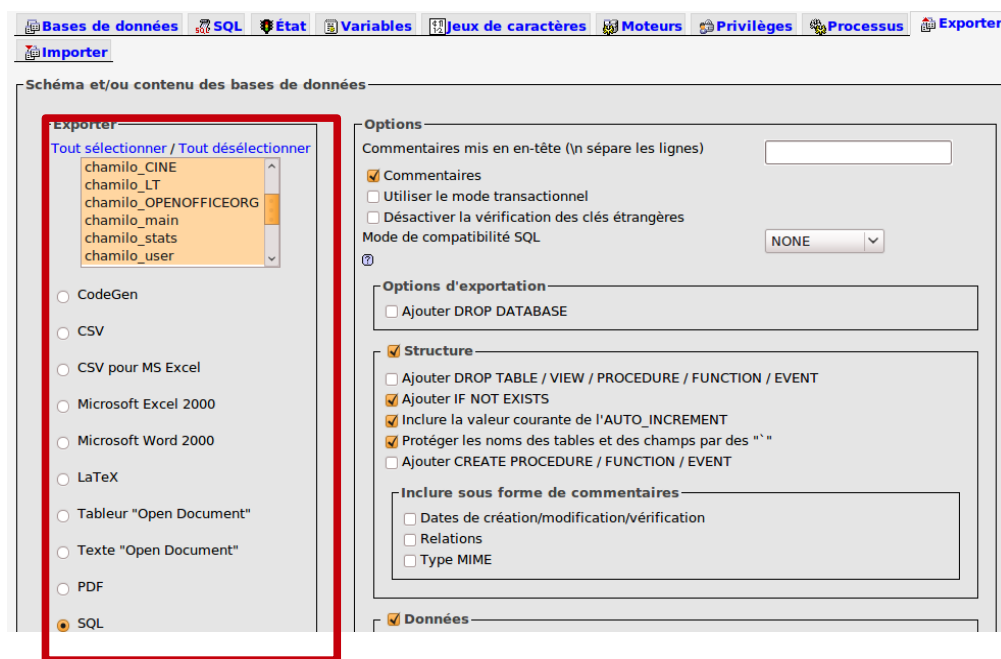 Bases de données SQL État Variables Jeux de caractères Moteurs Privilèges Processus Exporter
Importer
Schéma et/ou contenu des bases de données
Exporter
Tout sélectionner / Tout désélectionner
chamilo_CINE
chamilo_LT
chamilo_OPENOFFICEORG
chamilo_main
chamilo_stats
chamilo_user
CodeGen
CSV
CSV pour MS Excel
Microsoft Excel 2000
Microsoft Word 2000
LaTeX
Tableur "Open Document"
Texte "Open Document"
PDF
SQL
Options
Commentaires mis en en-tête (\n sépare les lignes)
Commentaires
Utiliser le mode transactionnel
Désactiver la vérification des clés étrangères
Mode de compatibilité SQL NONE
Options d'exportation
Ajouter DROP DATABASE
Structure
Ajouter DROP TABLE / VIEW / PROCEDURE / FUNCTION / EVENT
Ajouter IF NOT EXISTS
Inclure la valeur courante de l'AUTO_INCREMENT
Protéger les noms des tables et des champs par des "`"
Ajouter CREATE PROCEDURE / FUNCTION / EVENT
Inclure sous forme de commentaires
Dates de création/modification/vérification
Relations
Type MIME
Données